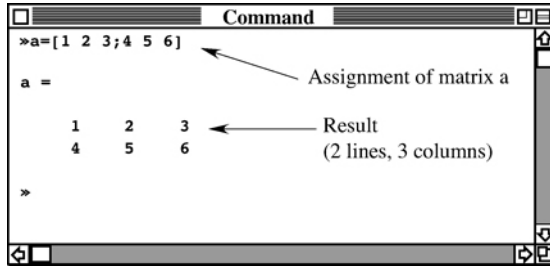 Command
»a=[1 2 3;4 5 6]
Assignment of matrix a
a =
1 2 3
Result
4 5 6
(2 lines, 3 columns)
»